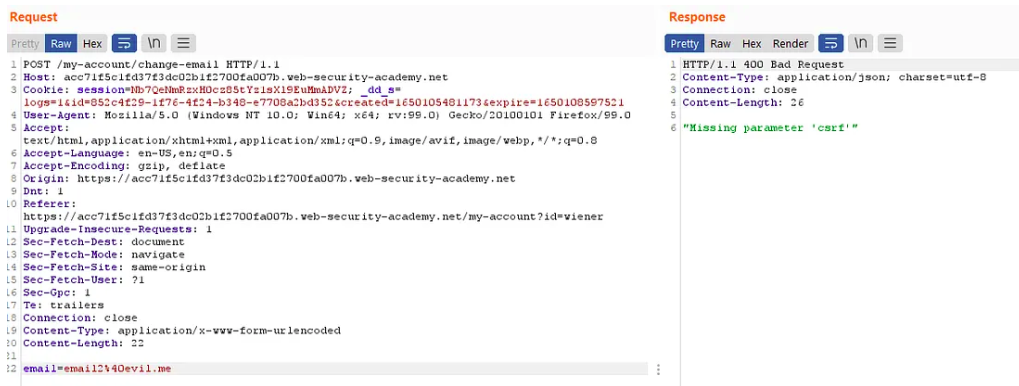 Request
Pretty Raw Hex \n
1 POST /my-account/change-email HTTP/1.1
2 Host: acc71f5c1fd37f3dc02b1f2700fa007b.web-security-academy.net
3 Cookie: session=Nb7QeNmRzxH0cz85tYz1sX19EuMmADVZ; _dd_s=
logs=1&id=852c4f29-1f76-4f24-b348-e7708a2bd352&created=1650105481173&expire=1650108597521
4 User-Agent: Mozilla/5.0 (Windows NT 10.0; Win64; x64; rv:99.0) Gecko/20100101 Firefox/99.0
5 Accept:
text/html,application/xhtml+xml,application/xml;q=0.9,image/avif,image/webp,*/*;q=0.8
6 Accept-Language: en-US,en;q=0.5
7 Accept-Encoding: gzip, deflate
8 Origin: https://acc71f5c1fd37f3dc02b1f2700fa007b.web-security-academy.net
9 Dnt: 1
10 Referer:
https://acc71f5c1fd37f3dc02b1f2700fa007b.web-security-academy.net/my-account?id=wiener
11 Upgrade-Insecure-Requests: 1
12 Sec-Fetch-Dest: document
13 Sec-Fetch-Mode: navigate
14 Sec-Fetch-Site: same-origin
15 Sec-Fetch-User: ?1
16 Sec-Gpc: 1
17 Te: trailers
18 Connection: close
19 Content-Type: application/x-www-form-urlencoded
20 Content-Length: 22
21
22 email=email2%40evil.me
Response
Pretty Raw Hex Render \n
1 HTTP/1.1 400 Bad Request
2 Content-Type: application/json; charset=utf-8
3 Connection: close
4 Content-Length: 26
5
6 "Missing parameter 'csrf'"